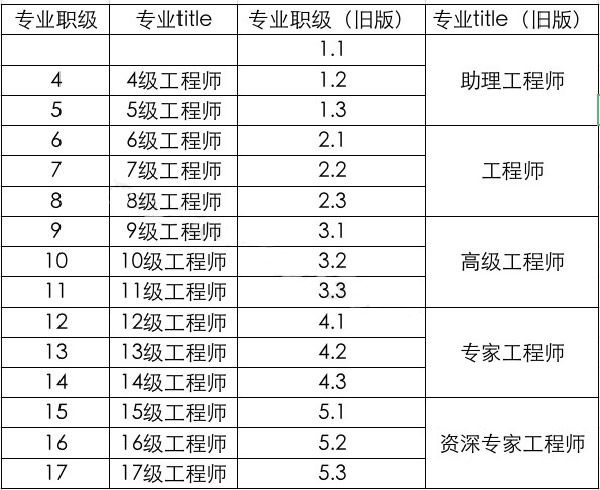 专业职级 专业title 专业职级（旧版） 专业title（旧版）
1.1
4 4级工程师 1.2 助理工程师
5 5级工程师 1.3
6 6级工程师 2.1
7 7级工程师 2.2 工程师
8 8级工程师 2.3
9 9级工程师 3.1
10 10级工程师 3.2 高级工程师
11 11级工程师 3.3
12 12级工程师 4.1
13 13级工程师 4.2 专家工程师
14 14级工程师 4.3
15 15级工程师 5.1
16 16级工程师 5.2 资深专家工程师
17 17级工程师 5.3